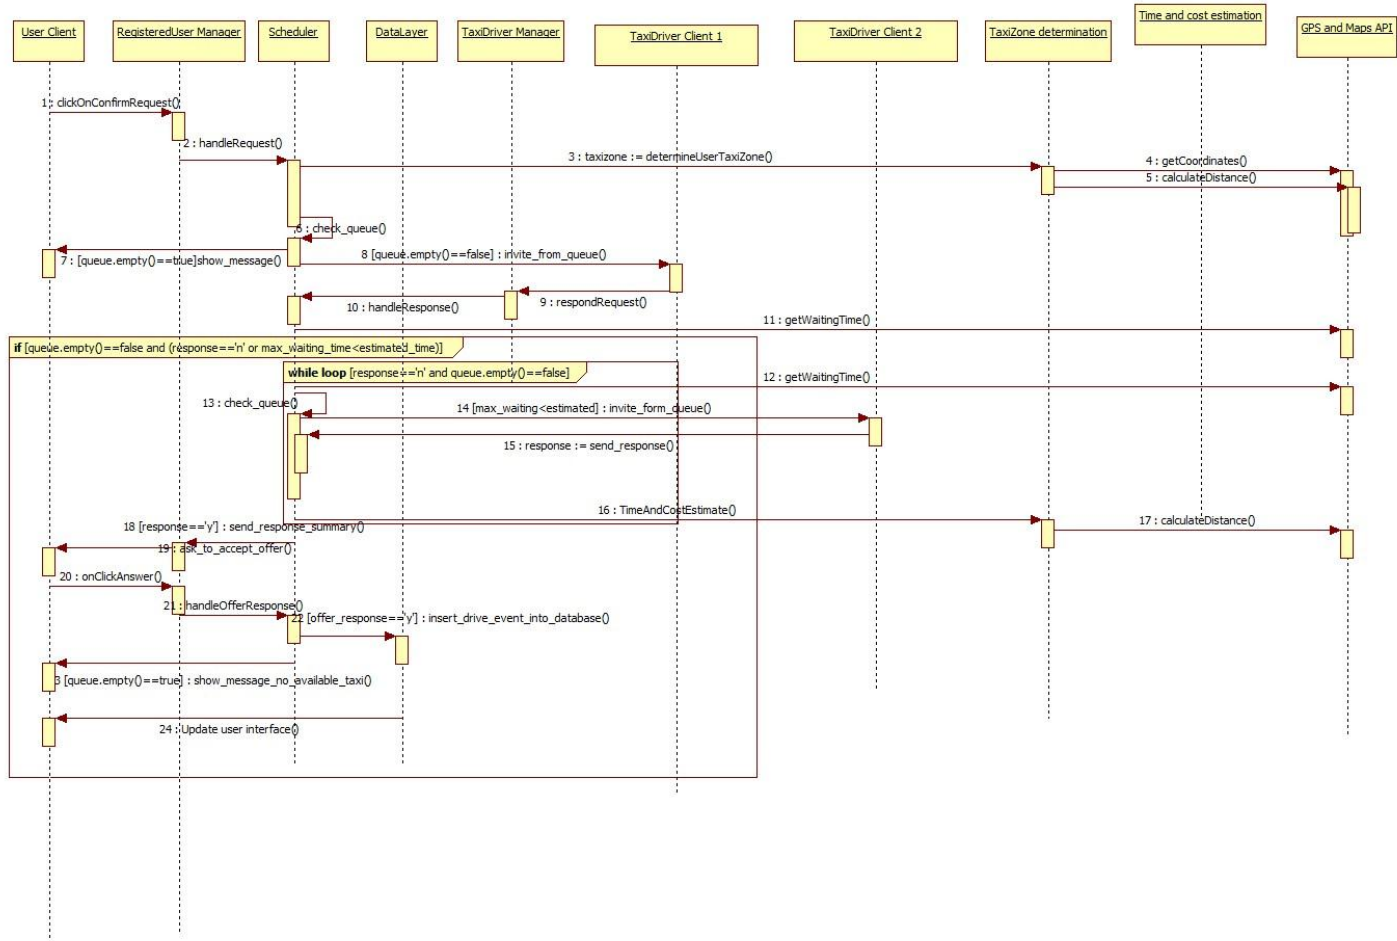 User Client
RegisteredUser Manager
Scheduler
DataLayer
TaxiDriver Manager
TaxiDriver Client 1
TaxiDriver Client 2
TaxiZone determination
Time and cost estimation
GPS and Maps API
1 : clickOnConfirmRequest()
2 : handleRequest()
3 : taxizone := determineUserTaxiZone()
4 : getCoordinates()
5 : calculateDistance()
6 : check_queue()
7 : [queue.empty()==true]show_message()
8 [queue.empty()==false] : invite_from_queue()
9 : respondRequest()
10 : handleResponse()
11 : getWaitingTime()
if [queue.empty()==false and (response=='n' or max_waiting_time<estimated_time)]
while loop [response=='n' and queue.empty()==false]
12 : getWaitingTime()
13 : check_queue()
14 [max_waiting<estimated] : invite_form_queue()
15 : response := send_response()
16 : TimeAndCostEstimate()
17 : calculateDistance()
18 [response=='y'] : send_response_summary()
19 : ask_to_accept_offer()
20 : onClickAnswer()
21 : handleOfferResponse()
22 [offer_response=='y'] : insert_drive_event_into_database()
3 [queue.empty()==true] : show_message_no_available_taxi()
24 : Update user interface()